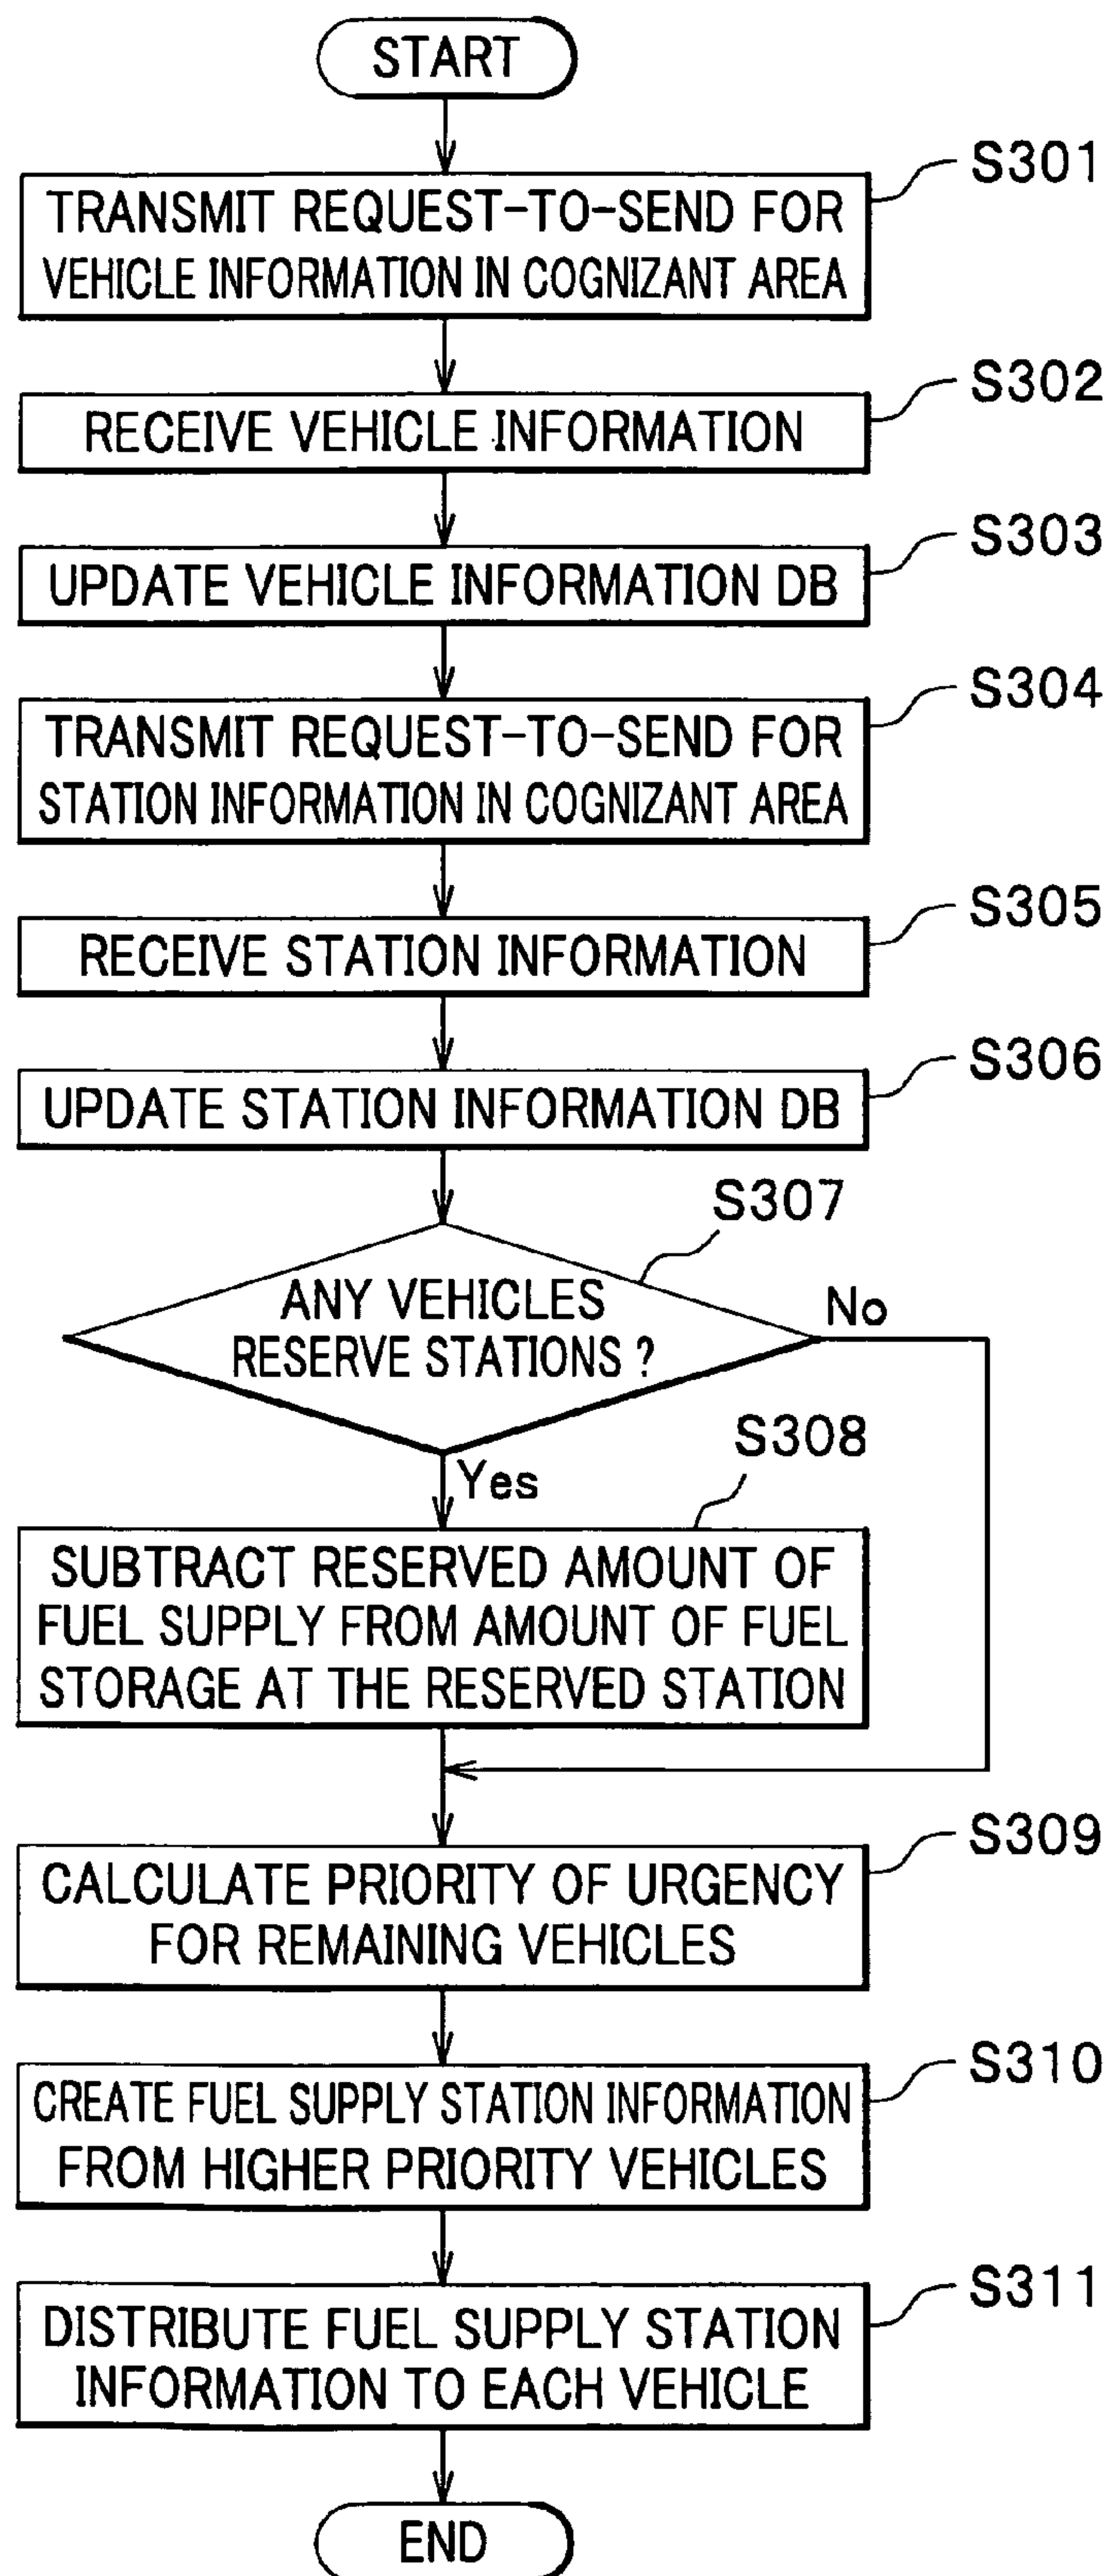 START
S301
TRANSMIT REQUEST-TO-SEND FOR
VEHICLE INFORMATION IN COGNIZANT AREA
S302
RECEIVE VEHICLE INFORMATION
S303
UPDATE VEHICLE INFORMATION DB
S304
TRANSMIT REQUEST-TO-SEND FOR
STATION INFORMATION IN COGNIZANT AREA
S305
RECEIVE STATION INFORMATION
S306
UPDATE STATION INFORMATION DB
S307
ANY VEHICLES
RESERVE STATIONS ?
No
Yes
S308
SUBTRACT RESERVED AMOUNT OF
FUEL SUPPLY FROM AMOUNT OF FUEL
STORAGE AT THE RESERVED STATION
S309
CALCULATE PRIORITY OF URGENCY
FOR REMAINING VEHICLES
S310
CREATE FUEL SUPPLY STATION INFORMATION
FROM HIGHER PRIORITY VEHICLES
S311
DISTRIBUTE FUEL SUPPLY STATION
INFORMATION TO EACH VEHICLE
END